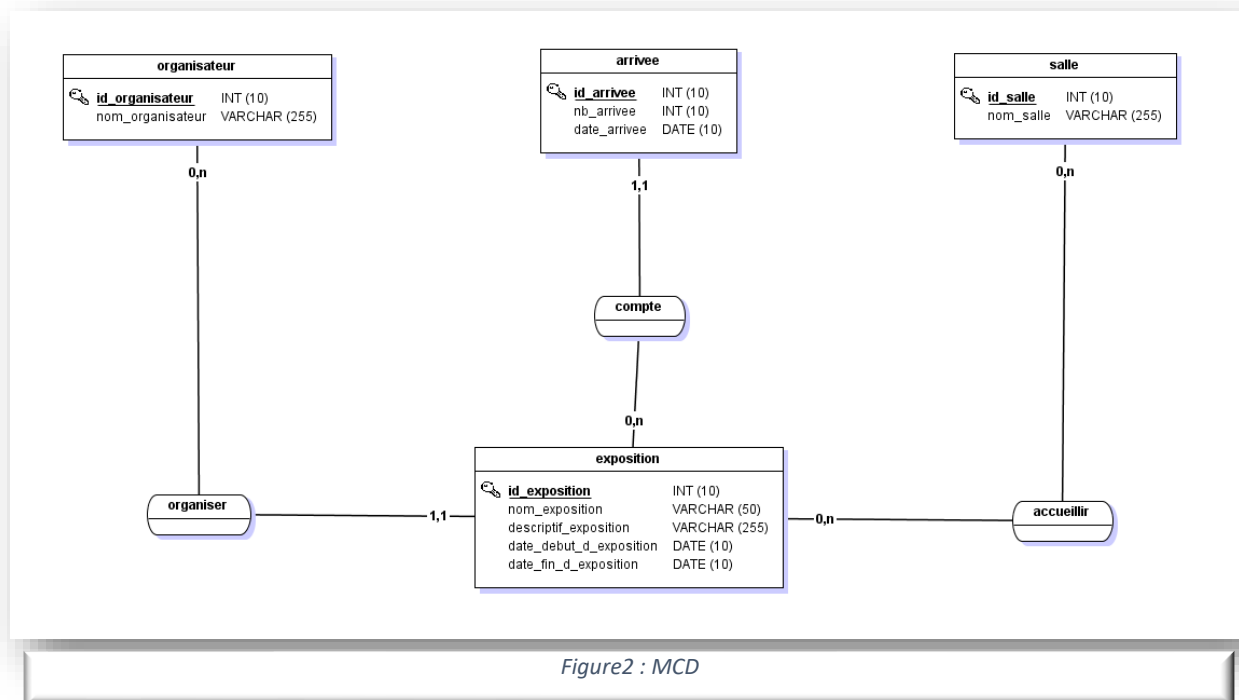 organisateur
id_organisateur INT (10)
nom_organisateur VARCHAR (255)
arrivee
id_arrivee INT (10)
nb_arrivee INT (10)
date_arrivee DATE (10)
salle
id_salle INT (10)
nom_salle VARCHAR (255)
0,n
1,1
0,n
compte
0,n
organiser
1,1
exposition
id_exposition INT (10)
nom_exposition VARCHAR (50)
descriptif_exposition VARCHAR (255)
date_debut_d_exposition DATE (10)
date_fin_d_exposition DATE (10)
0,n
accueillir
Figure2 : MCD